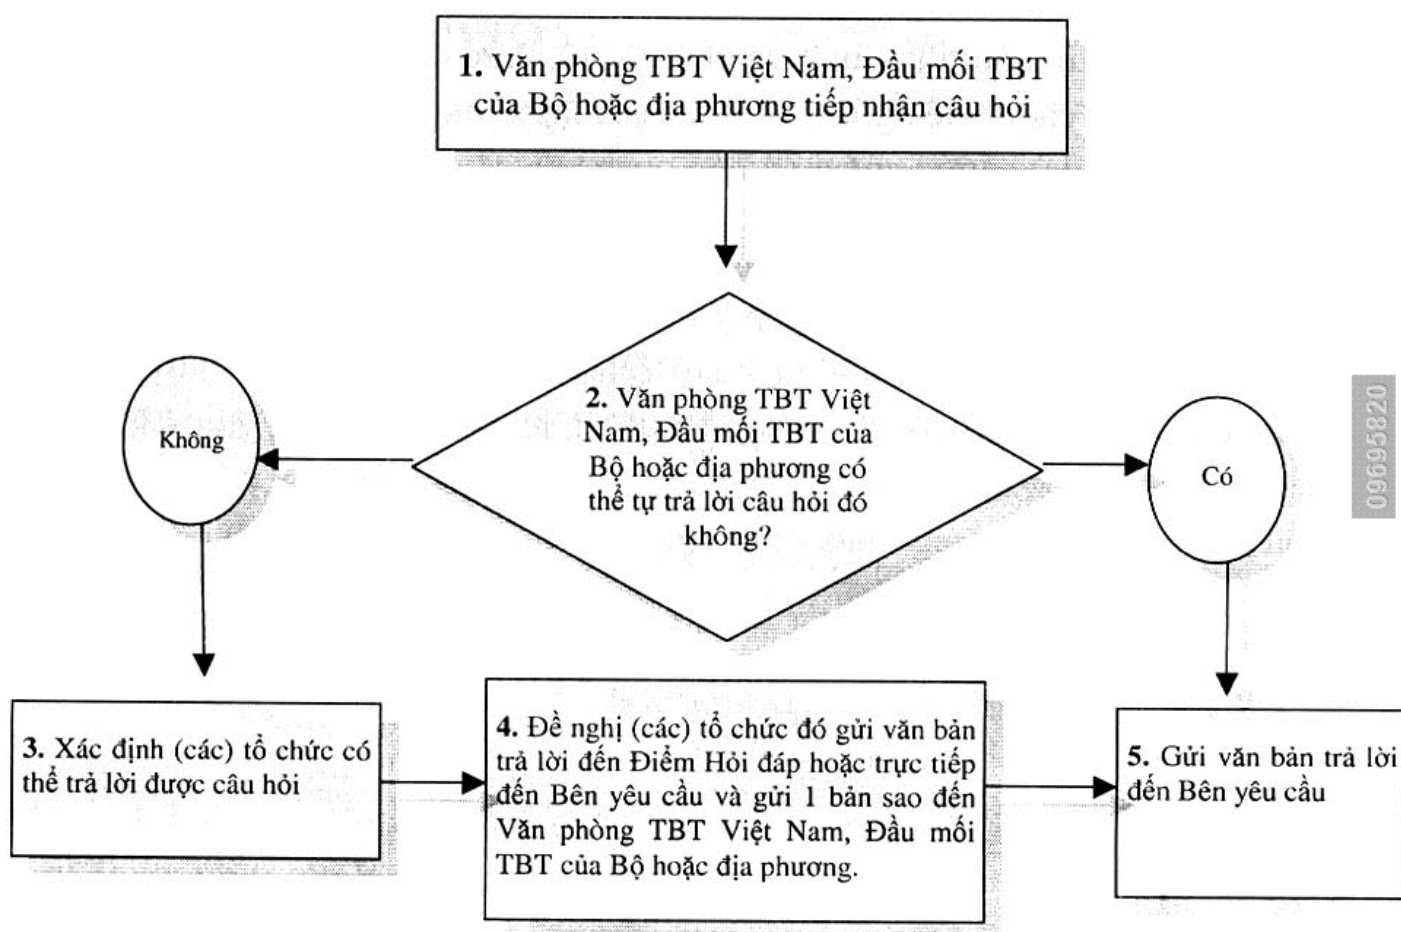 1. Văn phòng TBT Việt Nam, Đầu mối TBT
của Bộ hoặc địa phương tiếp nhận câu hỏi
2. Văn phòng TBT Việt
Nam, Đầu mối TBT của
Bộ hoặc địa phương có
thể tự trả lời câu hỏi đó
không?
Không
Có
09695820
3. Xác định (các) tổ chức có
thể trả lời được câu hỏi
4. Đề nghị (các) tổ chức đó gửi văn bản
trả lời đến Điểm Hỏi đáp hoặc trực tiếp
đến Bên yêu cầu và gửi 1 bản sao đến
Văn phòng TBT Việt Nam, Đầu mối
TBT của Bộ hoặc địa phương.
5. Gửi văn bản trả lời
đến Bên yêu cầu